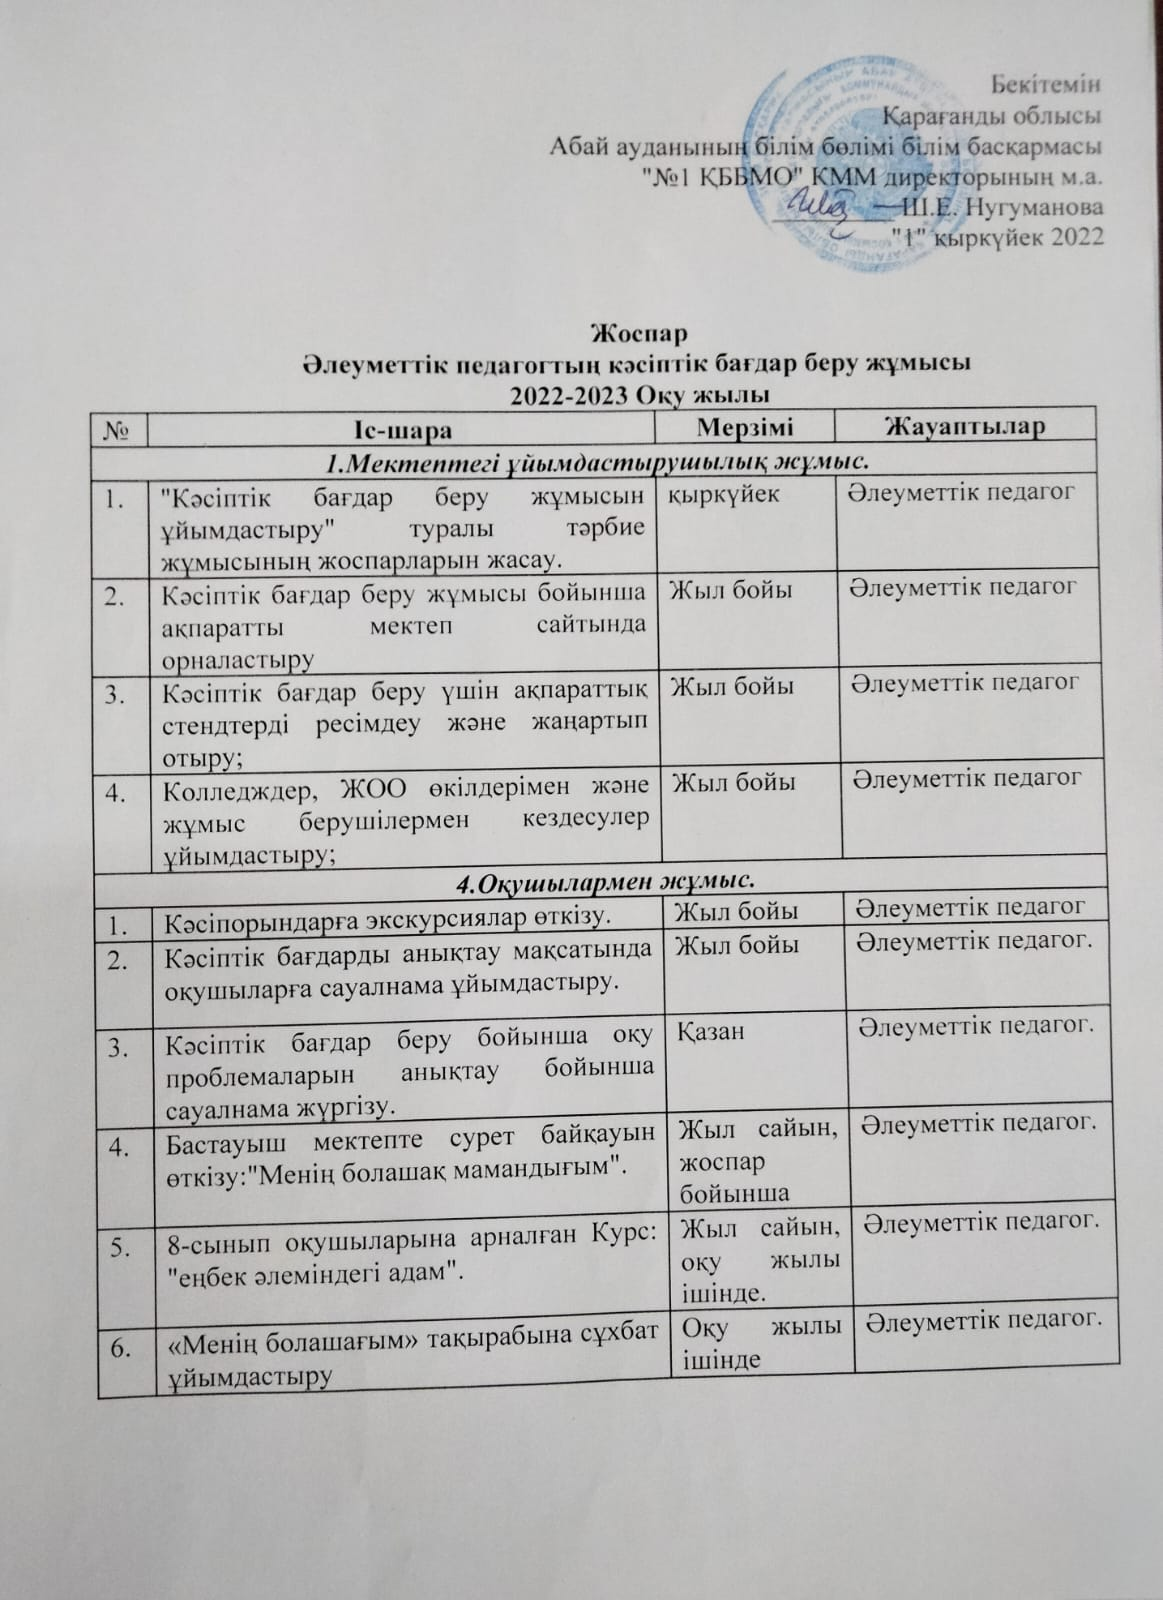 Бекітемін
Қарағанды облысы
Абай ауданының білім бөлімі білім басқармасы
"№1 ҚББМО" КММ директорының м.а.
Ш.Е. Нугуманова
"1" қыркүйек 2022
Жоспар
Әлеуметтік педагогтың кәсіптік бағдар беру жұмысы
2022-2023 Оқу жылы
№ Іс-шара Мерзімі Жауаптылар
1.Мектептегі ұйымдастырушылық жұмыс.
1. "Кәсіптік бағдар беру жұмысын қыркүйек Әлеуметтік педагог
ұйымдастыру" туралы тәрбие
жұмысының жоспарларын жасау.
2. Кәсіптік бағдар беру жұмысы бойынша Жыл бойы Әлеуметтік педагог
ақпаратты мектеп сайтында
орналастыру
3. Кәсіптік бағдар беру үшін ақпараттық Жыл бойы Әлеуметтік педагог
стендтерді ресімдеу және жаңартып
отыру;
4. Колледждер, ЖОО өкілдерімен және Жыл бойы Әлеуметтік педагог
жұмыс берушілермен кездесулер
ұйымдастыру;
4.Оқушылармен жұмыс.
1. Кәсіпорындарға экскурсиялар өткізу. Жыл бойы Әлеуметтік педагог
2. Кәсіптік бағдарды анықтау мақсатында Жыл бойы Әлеуметтік педагог.
оқушыларға сауалнама ұйымдастыру.
3. Кәсіптік бағдар беру бойынша оқу Қазан Әлеуметтік педагог.
проблемаларын анықтау бойынша
сауалнама жүргізу.
4. Бастауыш мектепте сурет байқауын Жыл сайын, Әлеуметтік педагог.
өткізу:"Менің болашақ мамандығым". жоспар
бойынша
5. 8-сынып оқушыларына арналған Курс: Жыл сайын, Әлеуметтік педагог.
"еңбек әлеміндегі адам". оқу жылы
ішінде.
6. «Менің болашағым» тақырабына сұхбат Оқу жылы Әлеуметтік педагог.
ұйымдастыру ішінде